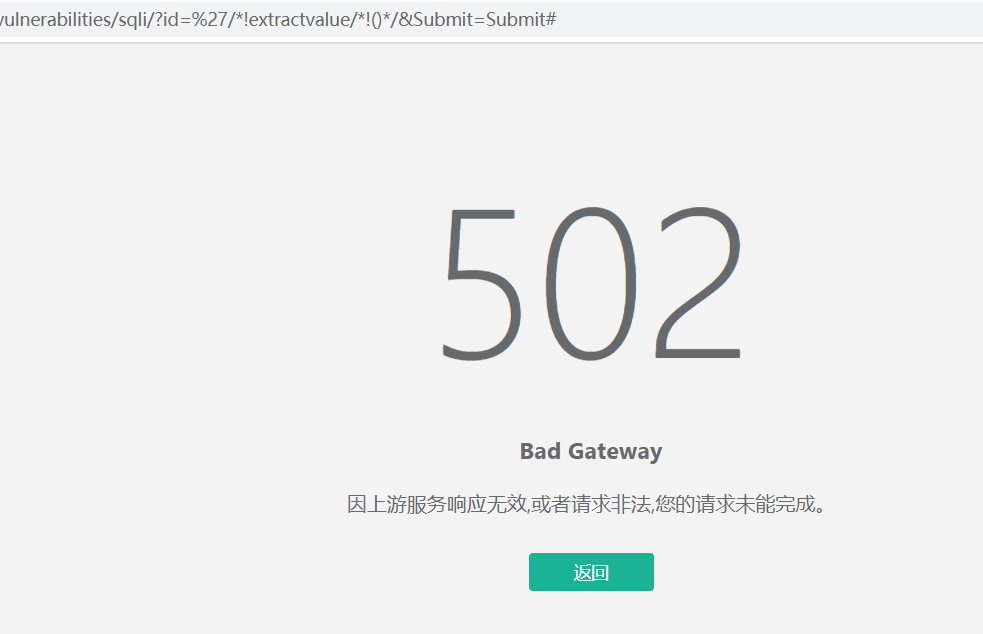 vulnerabilities/sqli/?id=%27/*!extractvalue/*!()*/&Submit=Submit#
502
Bad Gateway
因上游服务响应无效,或者请求非法,您的请求未能完成。
返回